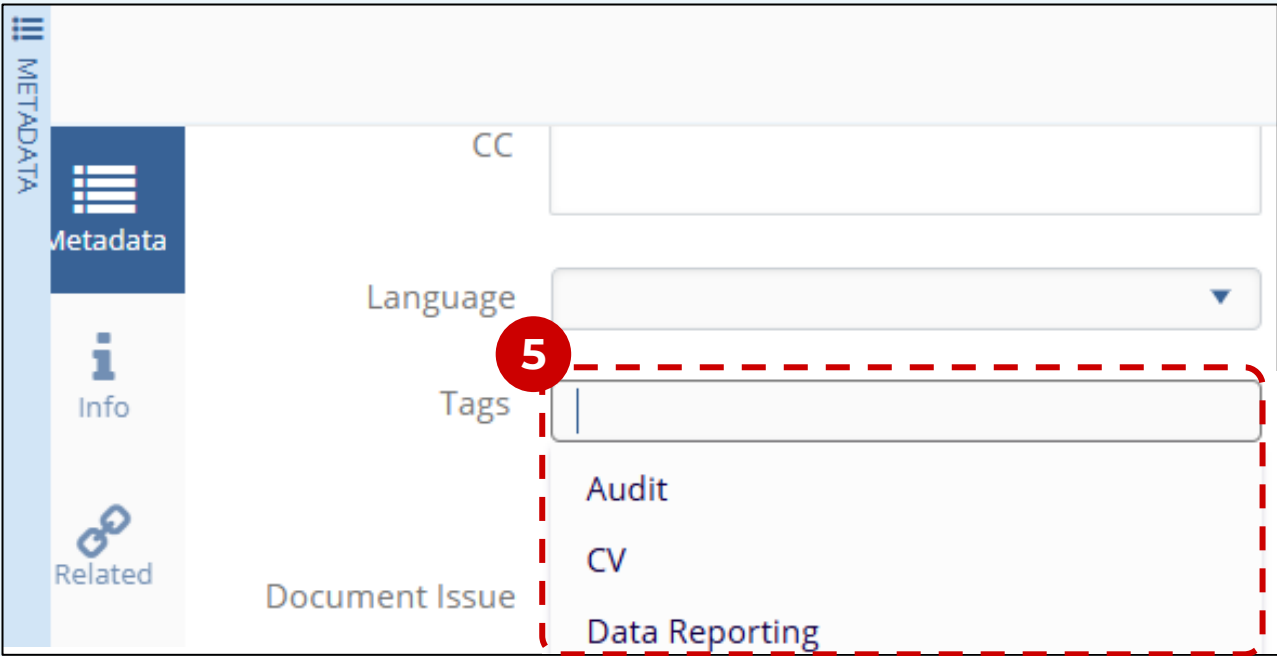 METADATA
CC
Metadata
Language
5
Tags
Info
Audit
CV
Related
Document Issue
Data Reporting